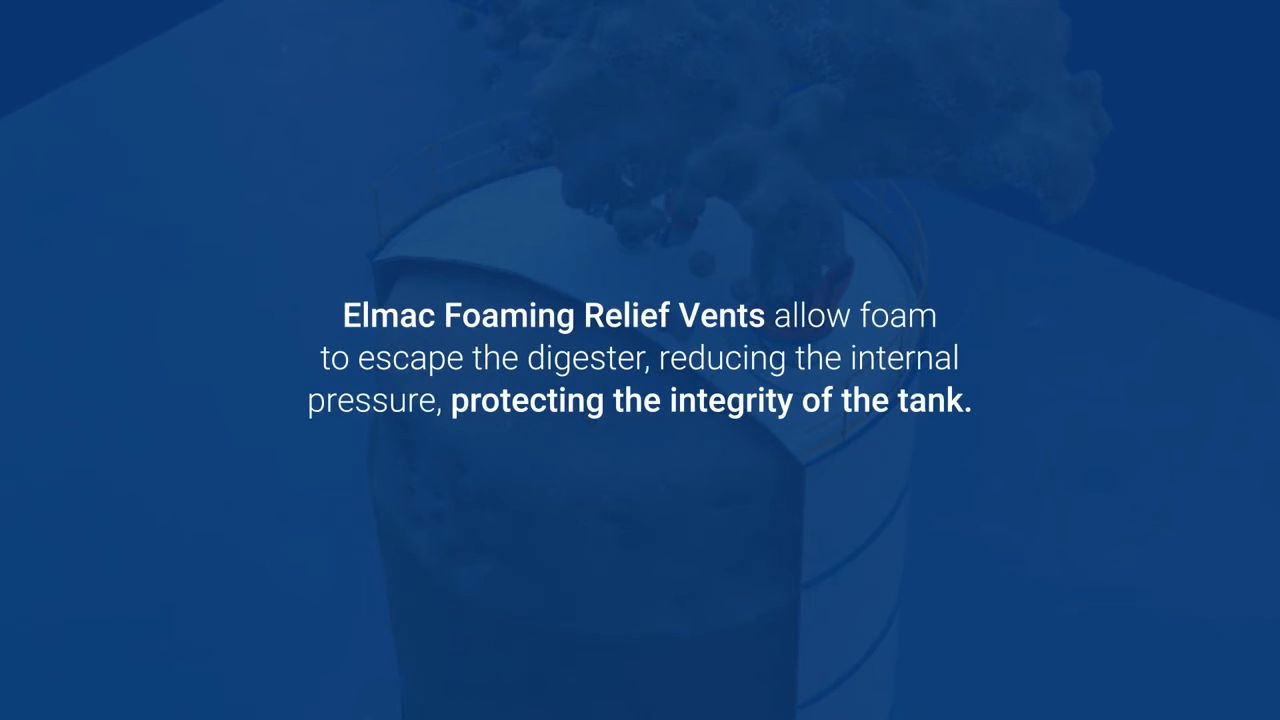 Elmac Foaming Relief Vents allow foam
to escape the digester, reducing the internal
pressure, protecting the integrity of the tank.